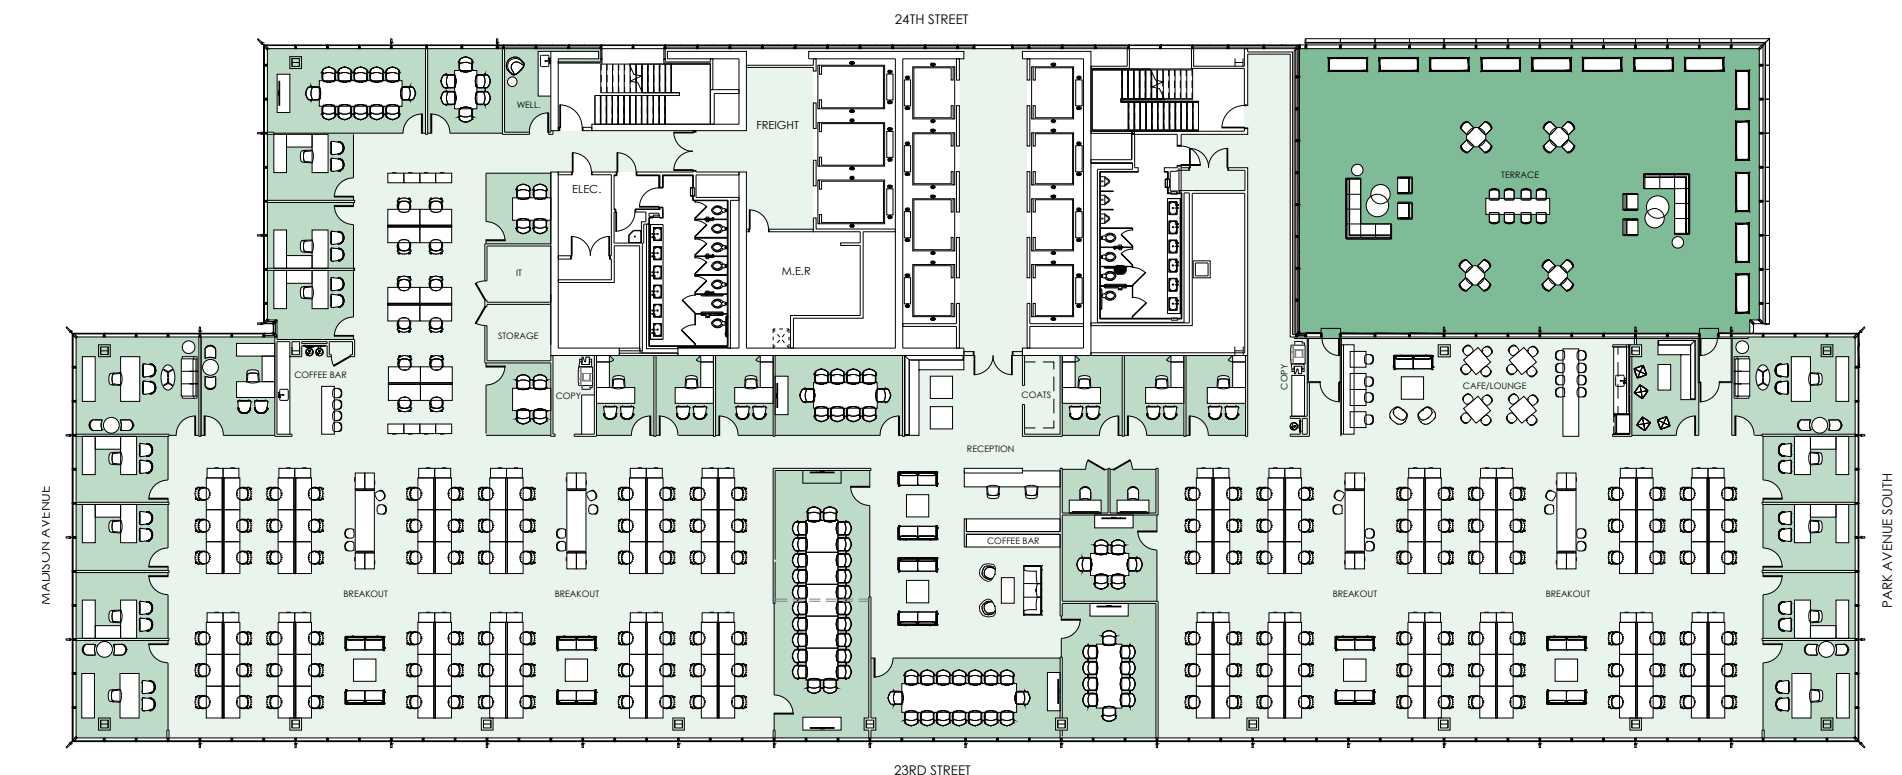 24TH STREET
WELL.
FREIGHT
TERRACE
ELEC.
IT
M.E.R
STORAGE
COFFEE BAR
COPY
COATS
COPY
CAFE/LOUNGE
RECEPTION
MADISON AVENUE
PARK AVENUE SOUTH
COFFEE BAR
BREAKOUT
BREAKOUT
BREAKOUT
BREAKOUT
23RD STREET